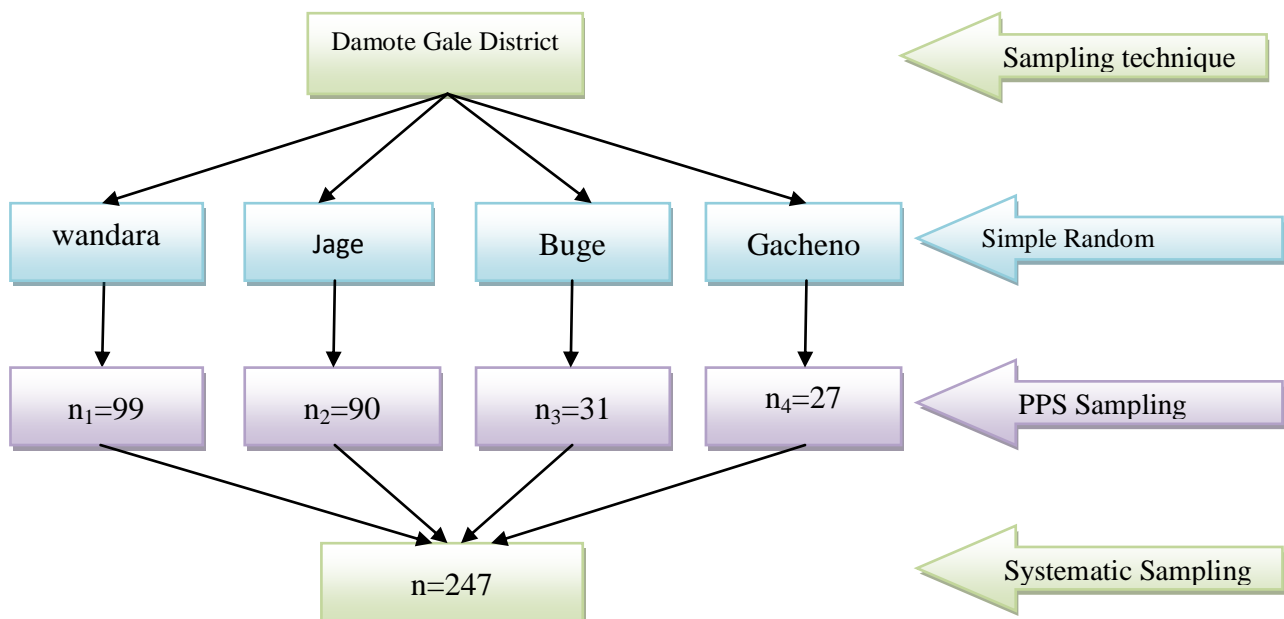 Damote Gale District
Sampling technique
wandara
Jage
Buge
Gacheno
Simple Random
n₁=99
n₂=90
n₃=31
n₄=27
PPS Sampling
n=247
Systematic Sampling